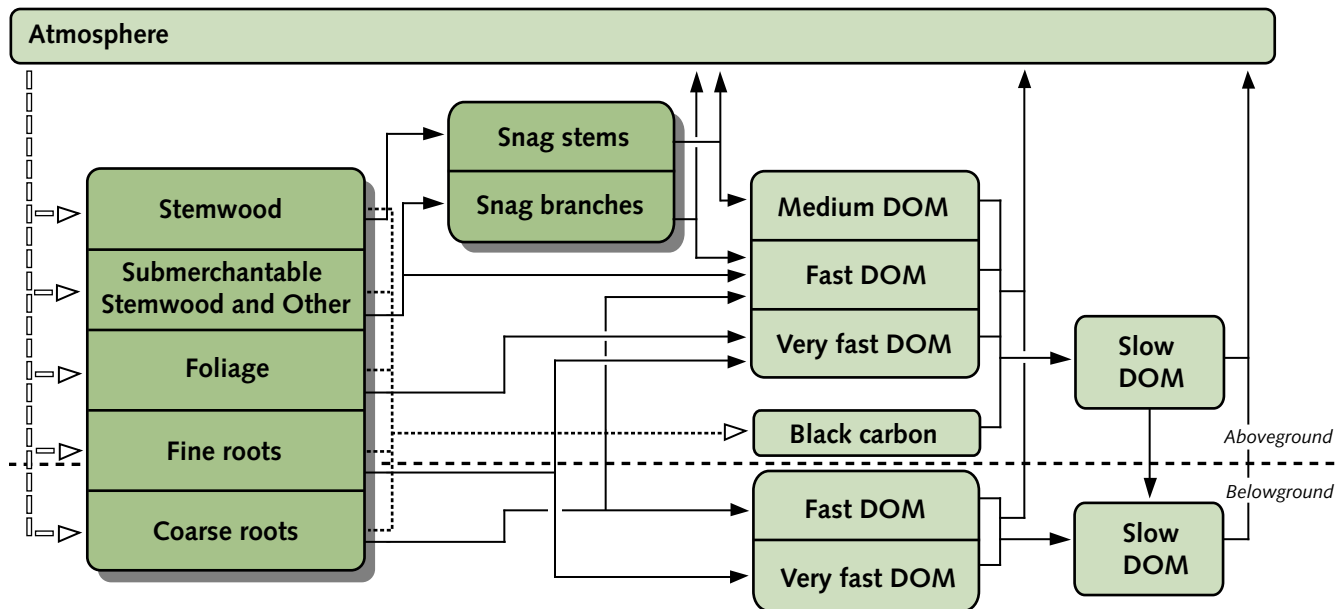 Atmosphere
Snag stems
Snag branches
Stemwood
Submerchantable
Stemwood and Other
Foliage
Fine roots
Coarse roots
Medium DOM
Fast DOM
Very fast DOM
Black carbon
Fast DOM
Very fast DOM
Slow
DOM
Aboveground
Belowground
Slow
DOM